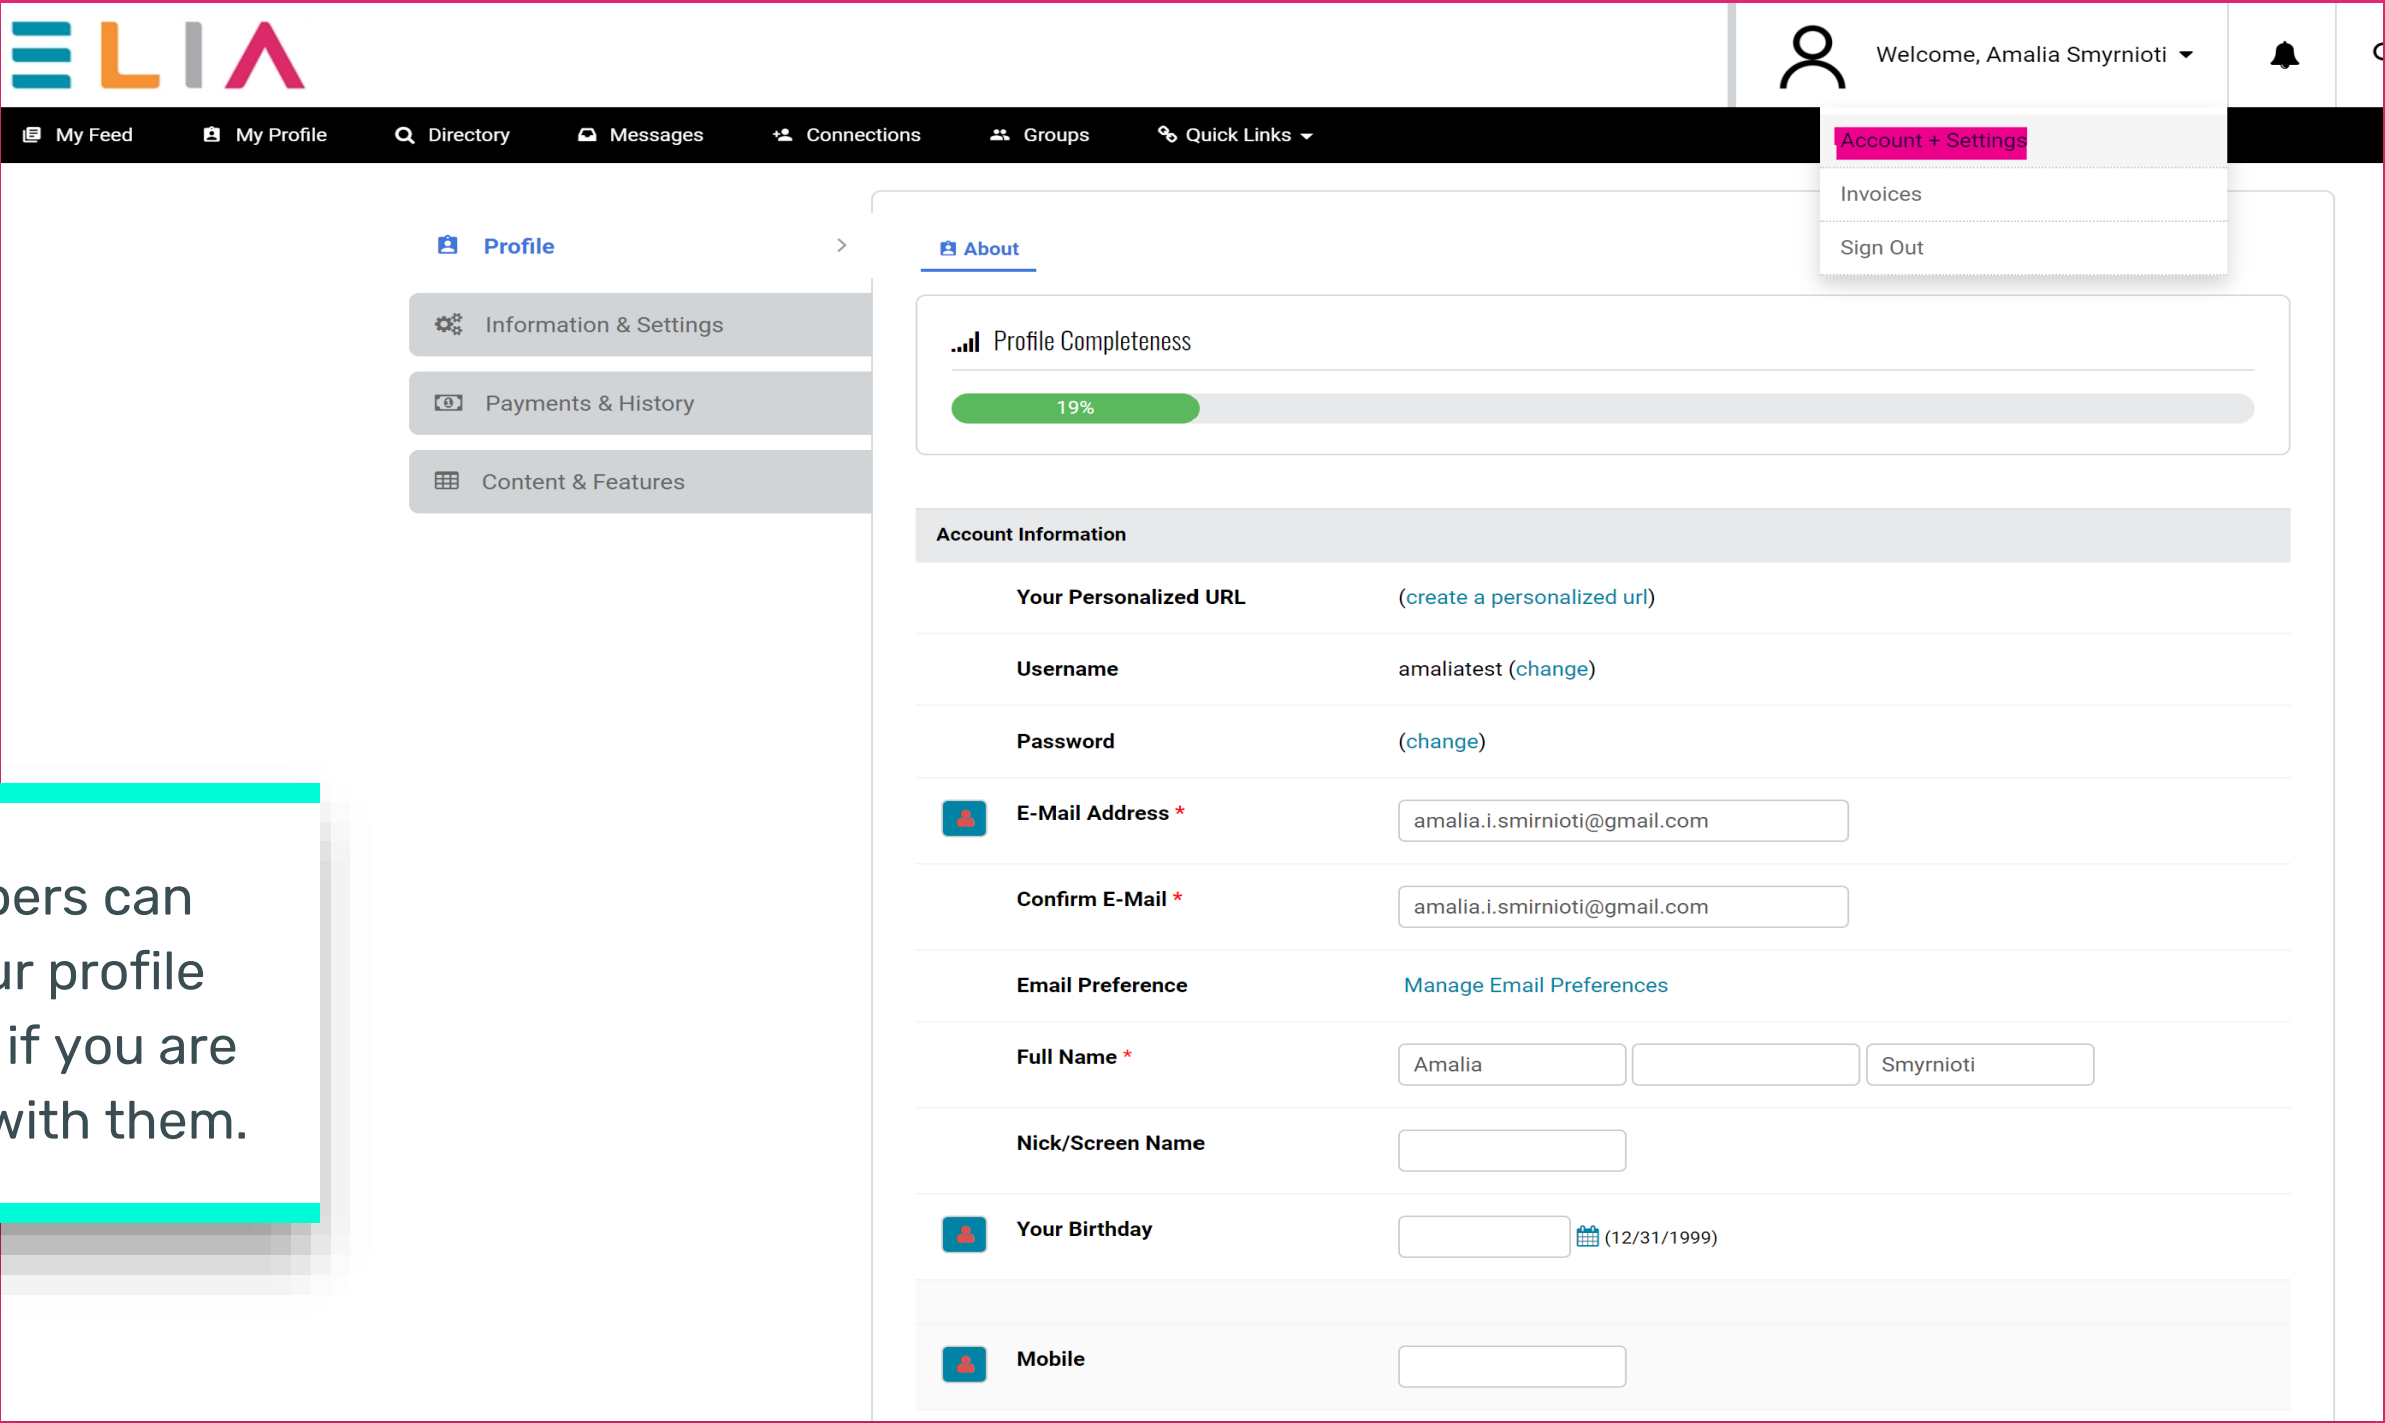 ELIA
Welcome, Amalia Smyrnioti
My Feed
My Profile
Directory
Messages
Connections
Groups
Quick Links
Account + Settings
Invoices
Sign Out
Profile
Information & Settings
Payments & History
Content & Features
About
Profile Completeness
19%
Account Information
Your Personalized URL (create a personalized url)
Username amaliatest (change)
Password (change)
E-Mail Address * amalia.i.smirnioti@gmail.com
Confirm E-Mail * amalia.i.smirnioti@gmail.com
Email Preference Manage Email Preferences
Full Name * Amalia Smyrnioti
Nick/Screen Name
Your Birthday (12/31/1999)
Mobile
can
profile
if you are
with them.